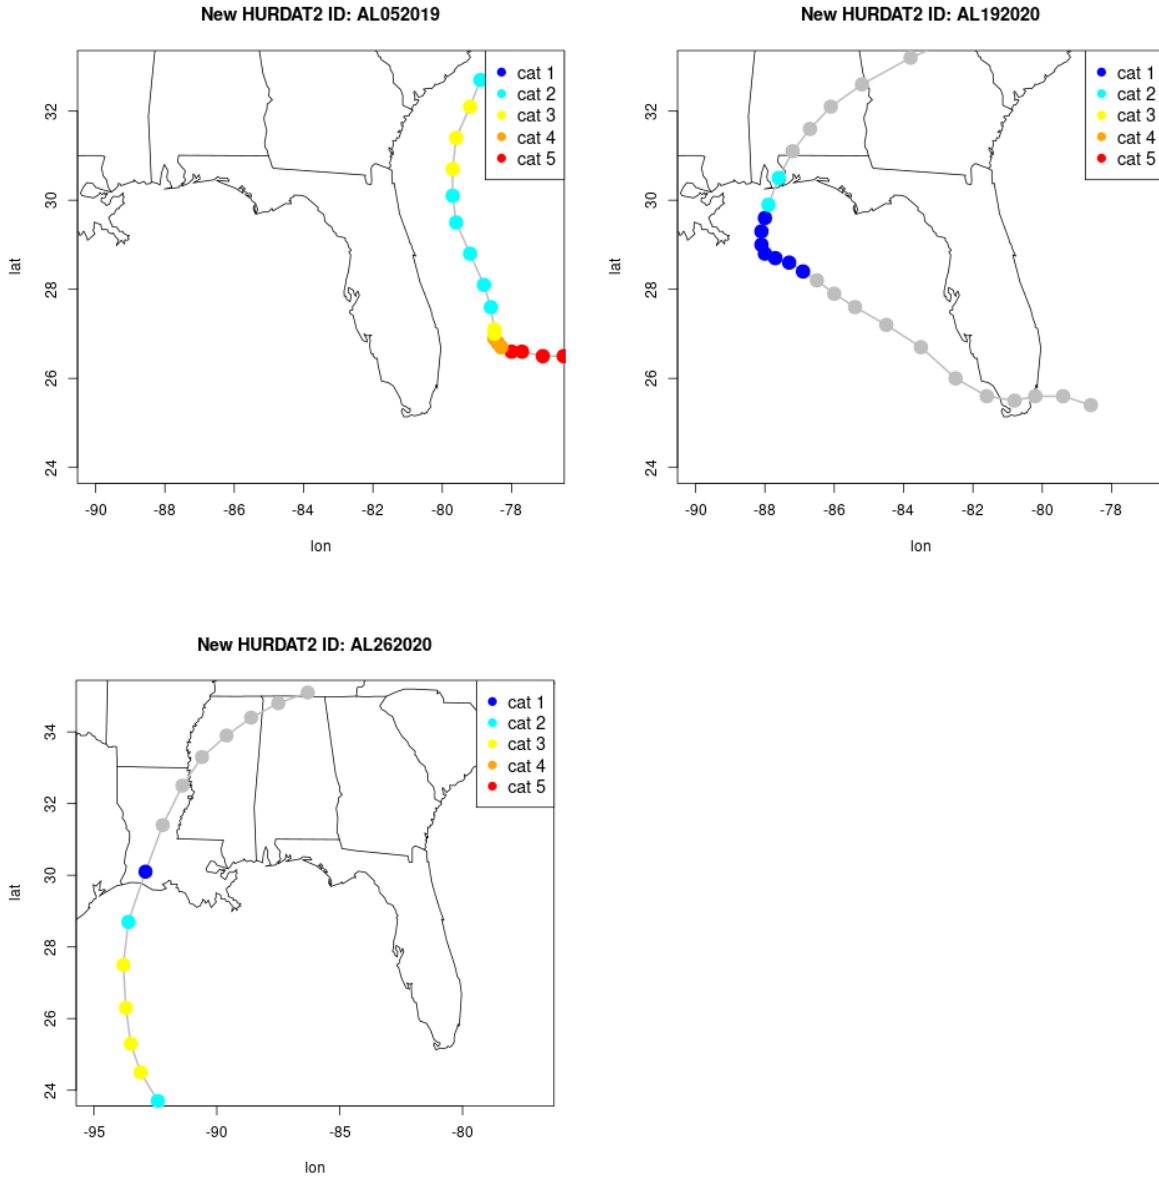 New HURDAT2 ID: AL052019
cat 1
cat 2
cat 3
cat 4
cat 5
32
30
28
26
24
lat
-90
-88
-86
-84
-82
-80
-78
lon
New HURDAT2 ID: AL192020
cat 1
cat 2
cat 3
cat 4
cat 5
32
30
28
26
24
lat
-90
-88
-86
-84
-82
-80
-78
lon
New HURDAT2 ID: AL262020
cat 1
cat 2
cat 3
cat 4
cat 5
34
32
30
28
26
24
lat
-95
-90
-85
-80
lon